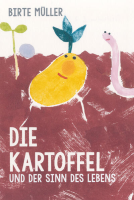 BIRTE MÜLLER
DIE
KARTOFFEL
UND DER SINN DES LEBENS